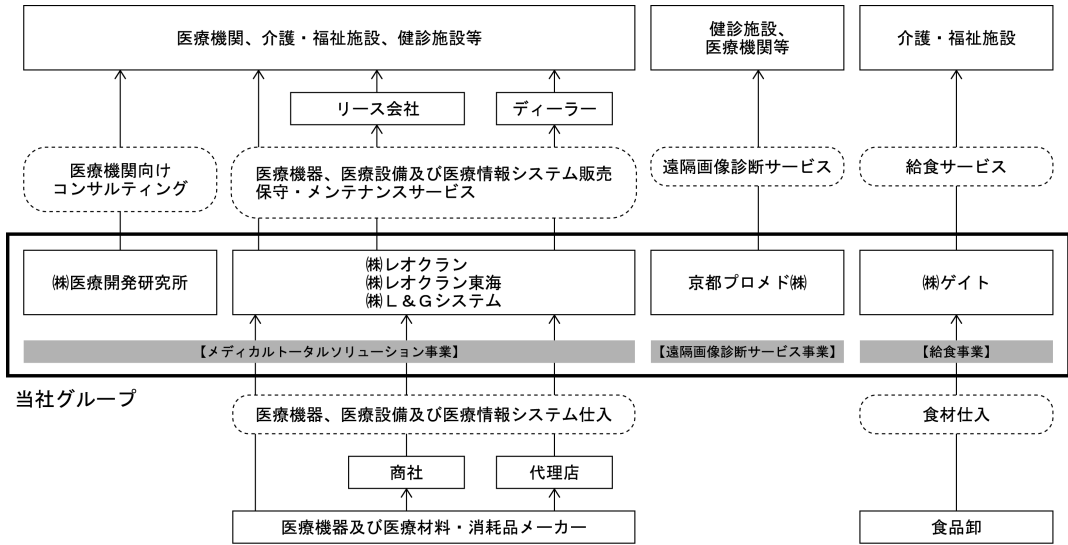 医療機関、介護・福祉施設、健診施設等
健診施設、
医療機関等
介護・福祉施設
リース会社
ディーラー
医療機関向け
コンサルティング
医療機器、医療設備及び医療情報システム販売
保守・メンテナンスサービス
遠隔画像診断サービス
給食サービス
㈱医療開発研究所
㈱レオクラン
㈱レオクラン東海
㈱L&Gシステム
京都プロメド㈱
㈱ゲイト
【メディカルトータルソリューション事業】
【遠隔画像診断サービス事業】
【給食事業】
当社グループ
医療機器、医療設備及び医療情報システム仕入
食材仕入
商社
代理店
医療機器及び医療材料・消耗品メーカー
食品卸